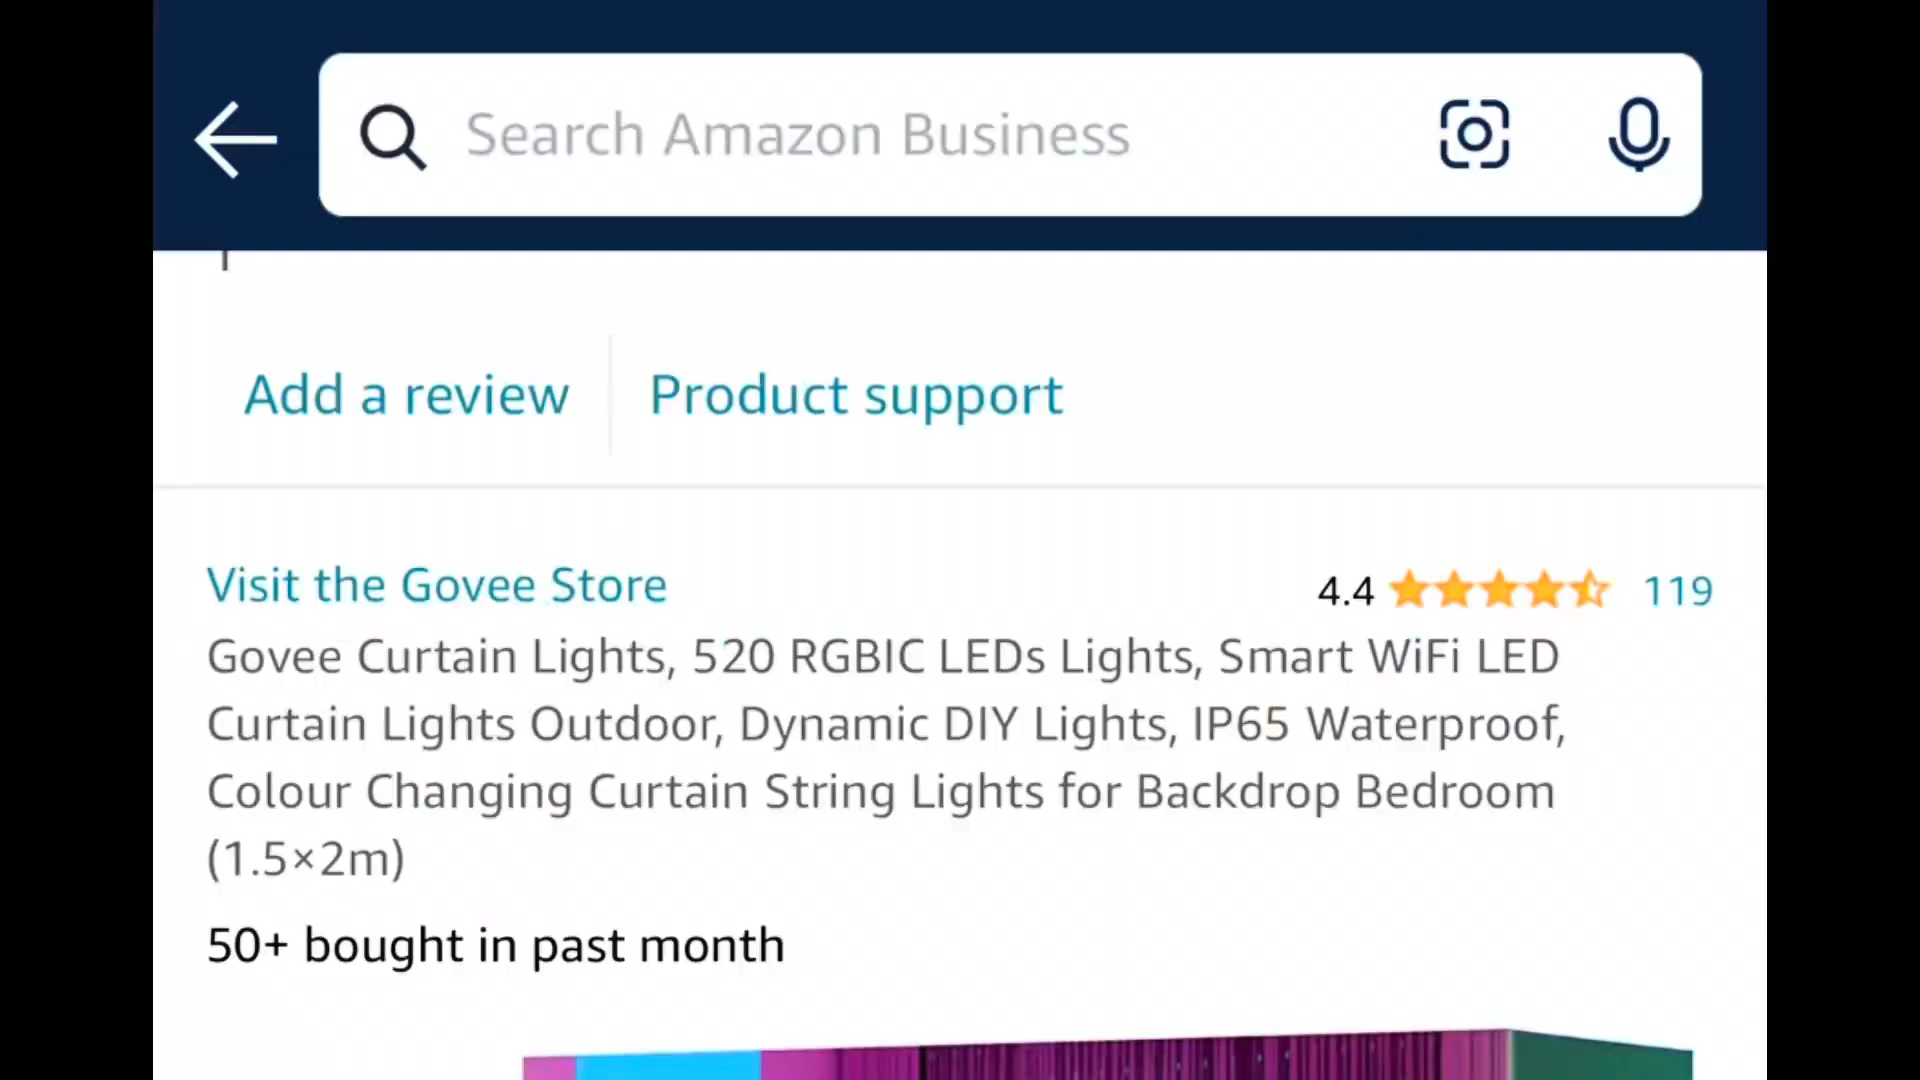 Search Amazon Business
Add a review
Product support
Visit the Govee Store
4.4
119
Govee Curtain Lights, 520 RGBIC LEDs Lights, Smart WiFi LED
Curtain Lights Outdoor, Dynamic DIY Lights, IP65 Waterproof,
Colour Changing Curtain String Lights for Backdrop Bedroom
(1.5×2m)
50+ bought in past month